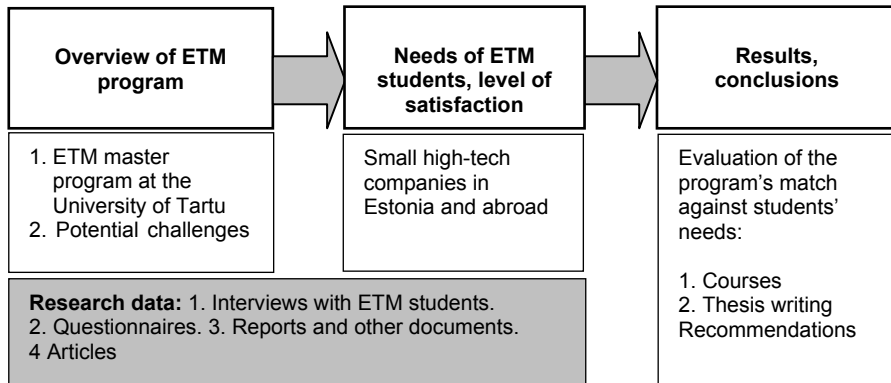 Overview of ETM
program
1. ETM master
program at the
University of Tartu
2. Potential challenges
Needs of ETM
students, level of
satisfaction
Small high-tech
companies in
Estonia and abroad
Results,
conclusions
Evaluation of the
program’s match
against students’
needs:
1. Courses
2. Thesis writing
Recommendations
Research data: 1. Interviews with ETM students.
2. Questionnaires. 3. Reports and other documents.
4 Articles